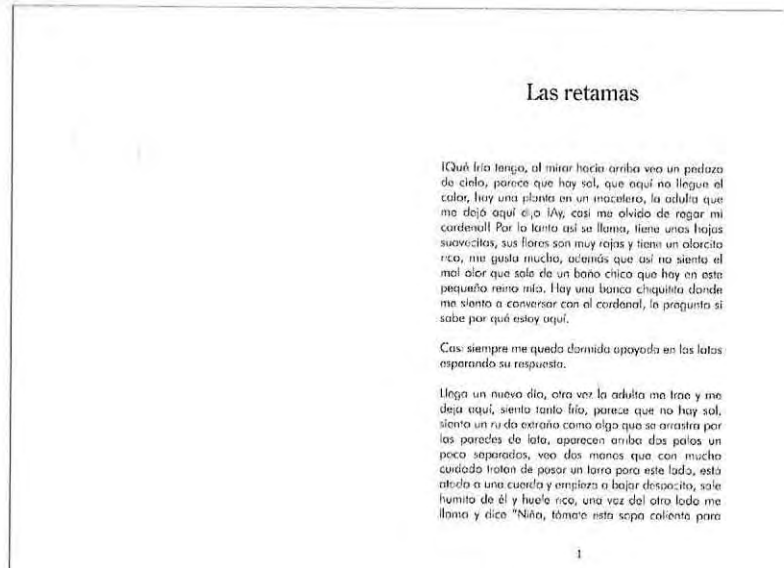 Las retamas
¡Qué frío tengo, al mirar hacia arriba veo un pedazo
de cielo, parece que hay sol, que aquí no llegue el
calor, hay una planta en un macetero, la adulta que
me dejó aquí dijo ¡Ay, casi me olvido de regar mi
cardenal! Por lo tanto así se llama, tiene unas hojas
suavecitas, sus flores son muy rojas y tiene un olorcito
rico, me gusta mucho, además que así no siento el
mal olor que sale de un baño chico que hay en este
pequeño reino mío. Hay una banca chiquitita donde
me siento a conversar con el cardenal, le pregunto si
sabe por qué estoy aquí.
Casi siempre me quedo dormida apoyada en las latas
esperando su respuesta.
Llega un nuevo día, otra vez la adulta me trae y me
deja aquí, siento tanto frío, parece que no hay sol,
siento un ruido extraño como algo que se arrastra por
las paredes de lata, aparecen arriba dos palos un
poco separados, veo dos manos que con mucho
cuidado tratan de pasar un tarro para este lado, está
atado a una cuerda y empieza a bajar despacito, sale
humito de él y huele rico, una voz del otro lado me
llama y dice "Niña, tómate esta sopa caliente para
1